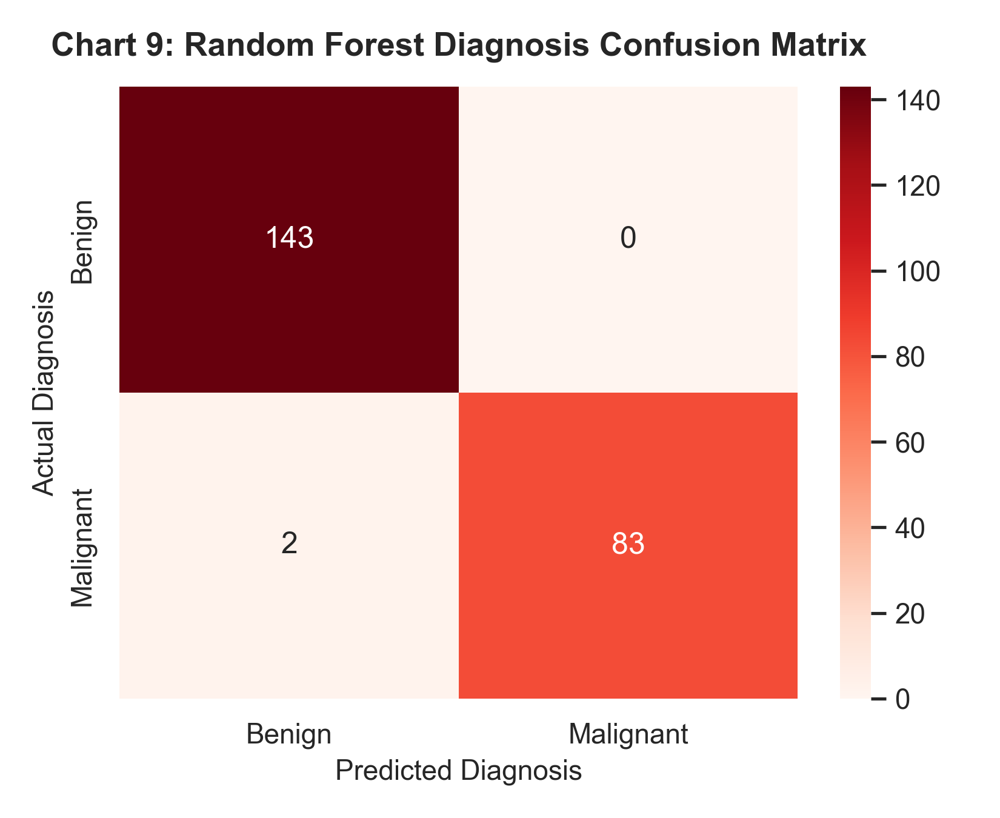 Chart 9: Random Forest Diagnosis Confusion Matrix
Actual Diagnosis
Benign
Malignant
143
0
2
83
Benign
Malignant
Predicted Diagnosis
140
120
100
80
60
40
20
0